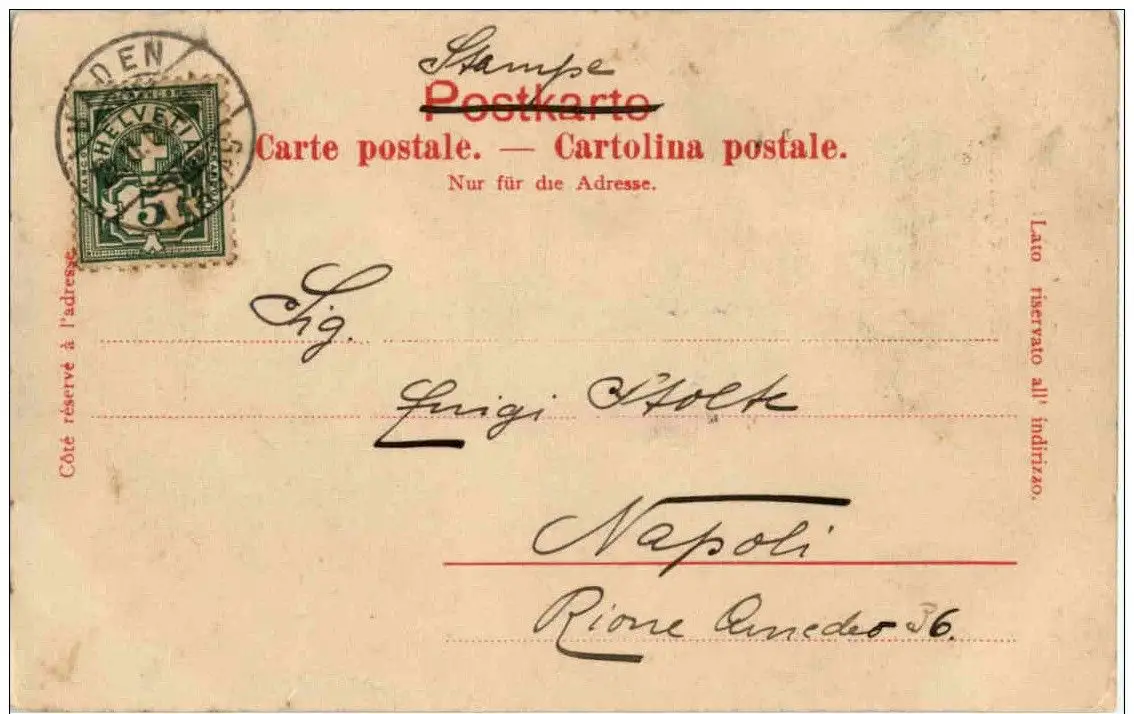 Stampe
Postkarte
Carte postale. — Cartolina postale.
Nur für die Adresse.
HELVETIA
5
Côté réservé à l'adresse.
Lato riservato all' indirizzo.
Sig.
Luigi Stolte
Napoli
Rione Amedeo 36.